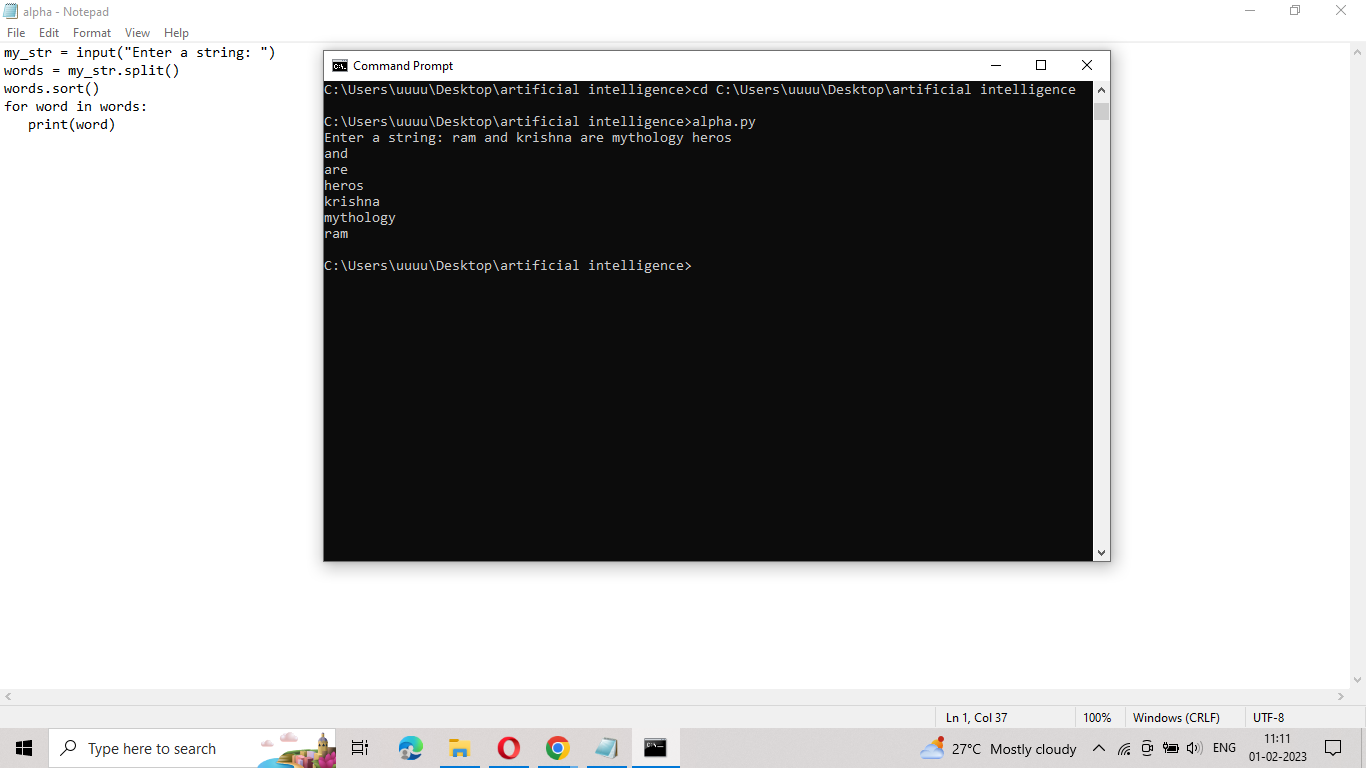 alpha - Notepad
File Edit Format View Help
my_str = input("Enter a string: ")
words = my_str.split()
words.sort()
for word in words:
   print(word)
Command Prompt
C:\Users\uuuu\Desktop\artificial intelligence>cd C:\Users\uuuu\Desktop\artificial intelligence
C:\Users\uuuu\Desktop\artificial intelligence>alpha.py
Enter a string: ram and krishna are mythology heros
and
are
heros
krishna
mythology
ram
C:\Users\uuuu\Desktop\artificial intelligence>
Ln 1, Col 37 100% Windows (CRLF) UTF-8
Type here to search 27°C Mostly cloudy ENG 11:11
01-02-2023